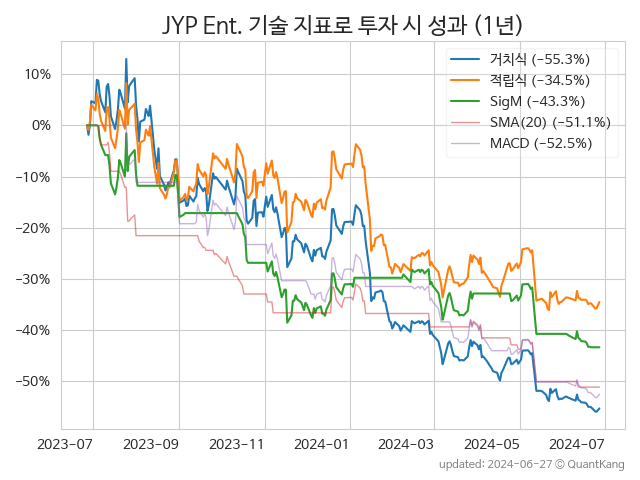 JYP Ent. 기술 지표로 투자 시 성과 (1년)
거치식 (−55.3%)
적립식 (−34.5%)
SigM (−43.3%)
SMA(20) (−51.1%)
MACD (−52.5%)
10%
0%
−10%
−20%
−30%
−40%
−50%
2023-07 2023-09 2023-11 2024-01 2024-03 2024-05 2024-07
updated: 2024-06-27 © QuantKang